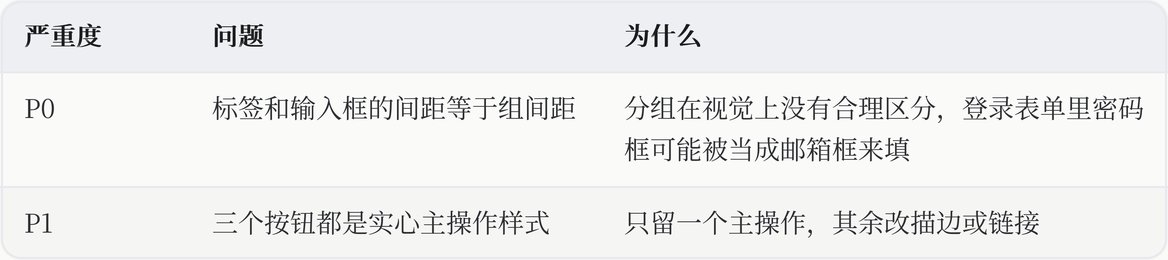 严重度 问题 为什么
P0 标签和输入框的间距等于组间距 分组在视觉上没有合理区分，登录表单里密码
框可能被当成邮箱框来填
P1 三个按钮都是实心主操作样式 只留一个主操作，其余改描边或链接